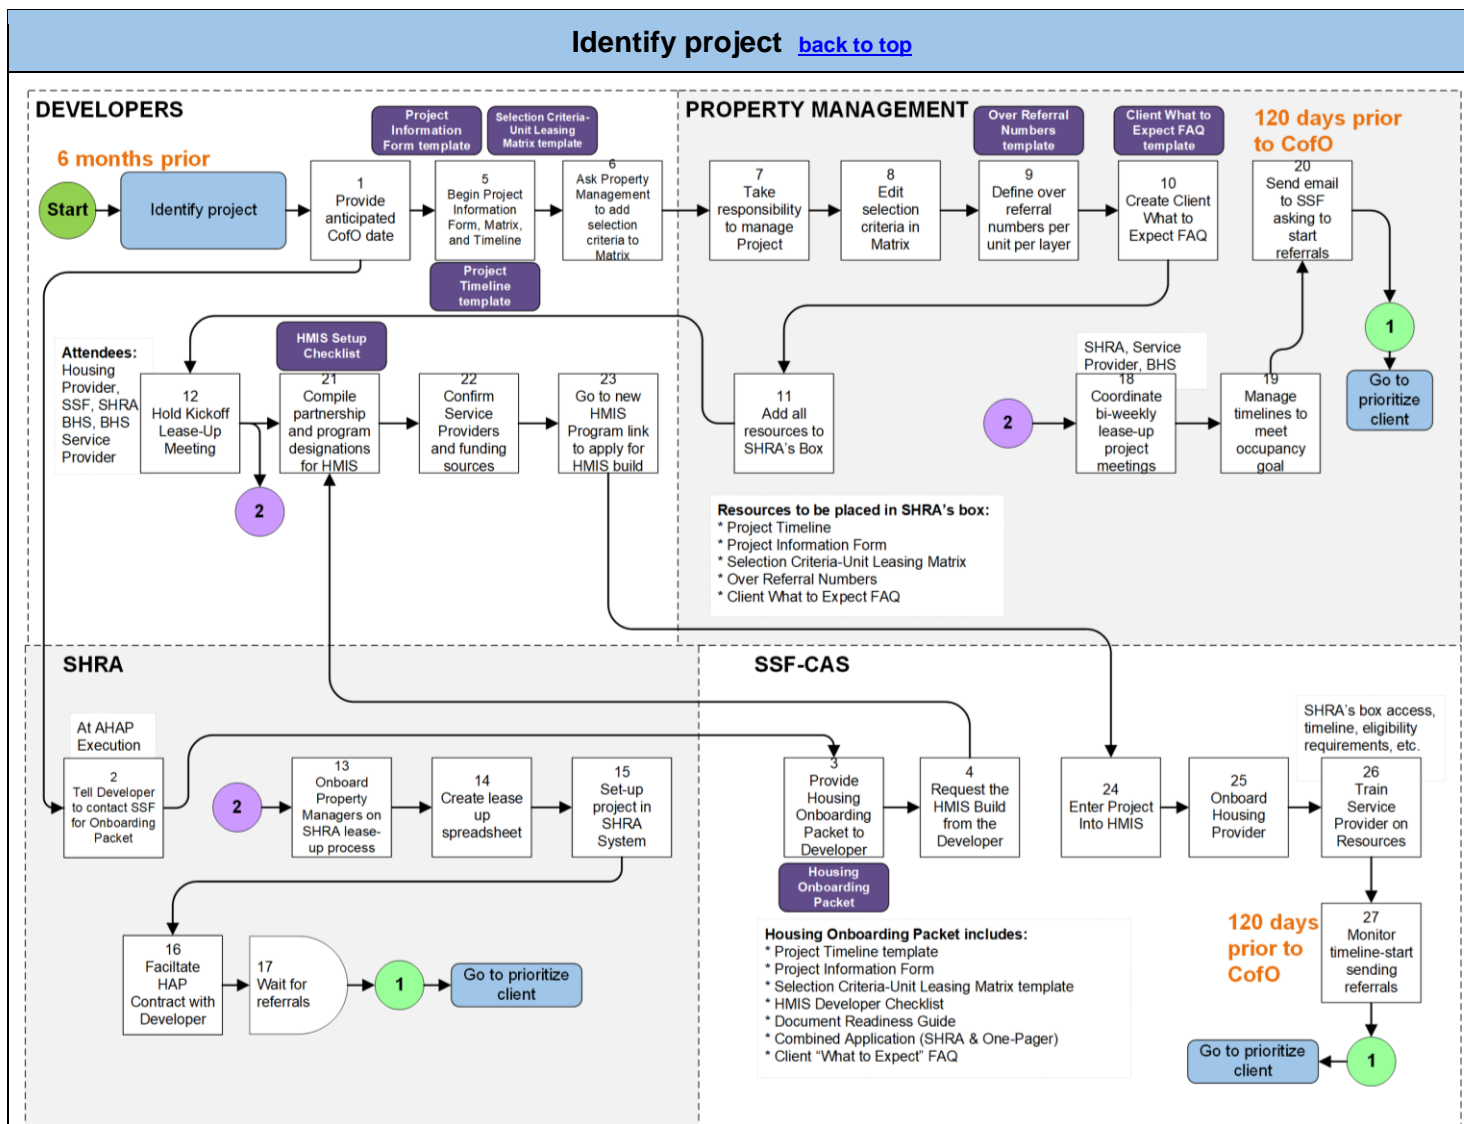 Identify project back to top
DEVELOPERS
6 months prior
Start
Identify project
1
Provide
anticipated
CofO date
Project
Information
Form template
5
Begin Project
Information
Form, Matrix,
and Timeline
Project
Timeline
template
Selection Criteria-
Unit Leasing
Matrix template
6
Ask Property
Management
to add
selection
criteria to
Matrix
Attendees:
Housing
Provider,
SSF, SHRA
BHS, BHS
Service
Provider
12
Hold Kickoff
Lease-Up
Meeting
2
HMIS Setup
Checklist
21
Compile
partnership
and program
designations
for HMIS
22
Confirm
Service
Providers
and funding
sources
23
Go to new
HMIS
Program link
to apply for
HMIS build
PROPERTY MANAGEMENT
7
Take
responsibility
to manage
Project
8
Edit
selection
criteria in
Matrix
Over Referral
Numbers
template
9
Define over
referral
numbers per
unit per layer
Client What to
Expect FAQ
template
10
Create Client
What to
Expect FAQ
120 days prior
to CofO
20
Send email
to SSF
asking to
start
referrals
1
Go to
prioritize
client
11
Add all
resources to
SHRA's Box
2
SHRA, Service
Provider, BHS
18
Coordinate
bi-weekly
lease-up
project
meetings
19
Manage
timelines to
meet
occupancy
goal
Resources to be placed in SHRA's box:
* Project Timeline
* Project Information Form
* Selection Criteria-Unit Leasing Matrix
* Over Referral Numbers
* Client What to Expect FAQ
SHRA
At AHAP
Execution
2
Tell Developer
to contact SSF
for Onboarding
Packet
2
13
Onboard
Property
Managers on
SHRA lease-
up process
14
Create lease
up
spreadsheet
15
Set-up
project in
SHRA
System
16
Faciltate
HAP
Contract with
Developer
17
Wait for
referrals
1
Go to prioritize
client
SSF-CAS
3
Provide
Housing
Onboarding
Packet to
Developer
Housing
Onboarding
Packet
4
Request the
HMIS Build
from the
Developer
24
Enter Project
Into HMIS
25
Onboard
Housing
Provider
SHRA's box access,
timeline, eligibility
requirements, etc.
26
Train
Service
Provider on
Resources
120 days
prior to
CofO
27
Monitor
timeline-start
sending
referrals
1
Go to prioritize
client
Housing Onboarding Packet includes:
* Project Timeline template
* Project Information Form
* Selection Criteria-Unit Leasing Matrix template
* HMIS Developer Checklist
* Document Readiness Guide
* Combined Application (SHRA & One-Pager)
* Client “What to Expect” FAQ